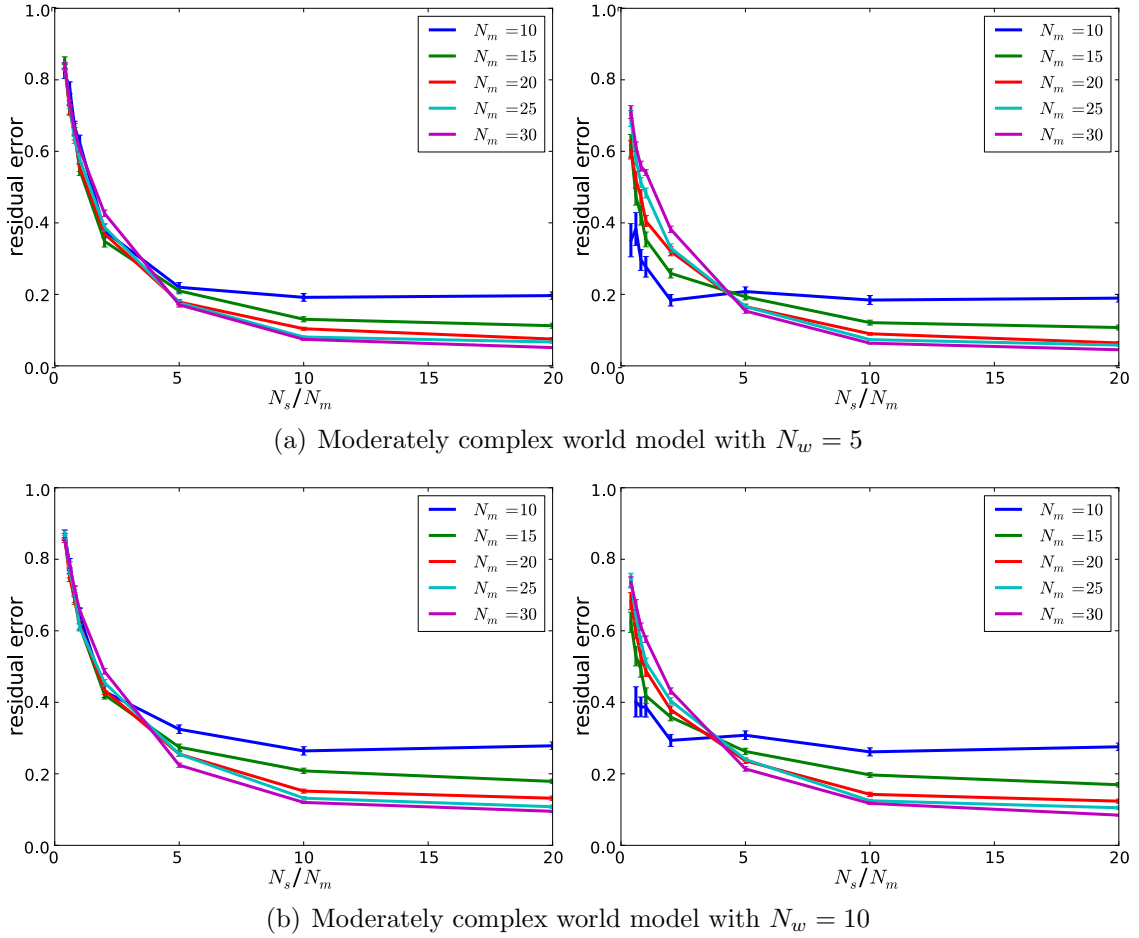 1.0
0.8
0.6
0.4
0.2
0.0
residual error
0 5 10 15 20
N_s/N_m
N_m =10
N_m =15
N_m =20
N_m =25
N_m =30
1.0
0.8
0.6
0.4
0.2
0.0
residual error
0 5 10 15 20
N_s/N_m
N_m =10
N_m =15
N_m =20
N_m =25
N_m =30
(a) Moderately complex world model with N_w = 5
1.0
0.8
0.6
0.4
0.2
0.0
residual error
0 5 10 15 20
N_s/N_m
N_m =10
N_m =15
N_m =20
N_m =25
N_m =30
1.0
0.8
0.6
0.4
0.2
0.0
residual error
0 5 10 15 20
N_s/N_m
N_m =10
N_m =15
N_m =20
N_m =25
N_m =30
(b) Moderately complex world model with N_w = 10